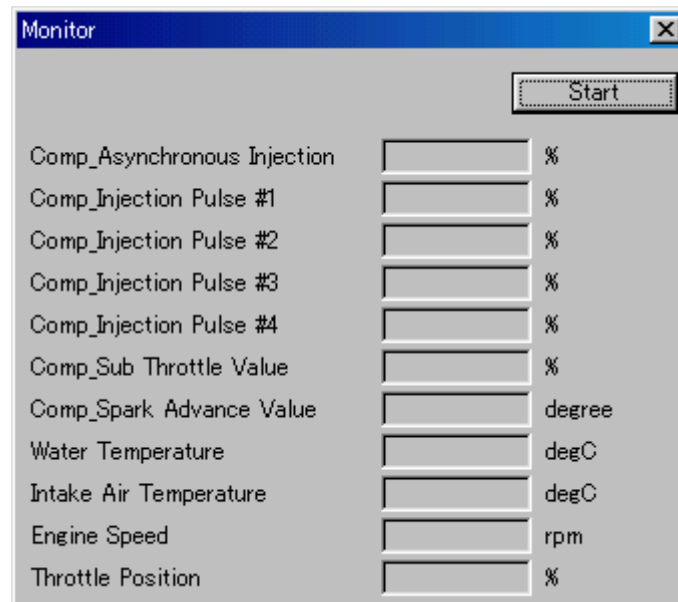 Monitor
Start
Comp_Asynchronous Injection %
Comp_Injection Pulse #1 %
Comp_Injection Pulse #2 %
Comp_Injection Pulse #3 %
Comp_Injection Pulse #4 %
Comp_Sub Throttle Value %
Comp_Spark Advance Value degree
Water Temperature degC
Intake Air Temperature degC
Engine Speed rpm
Throttle Position %